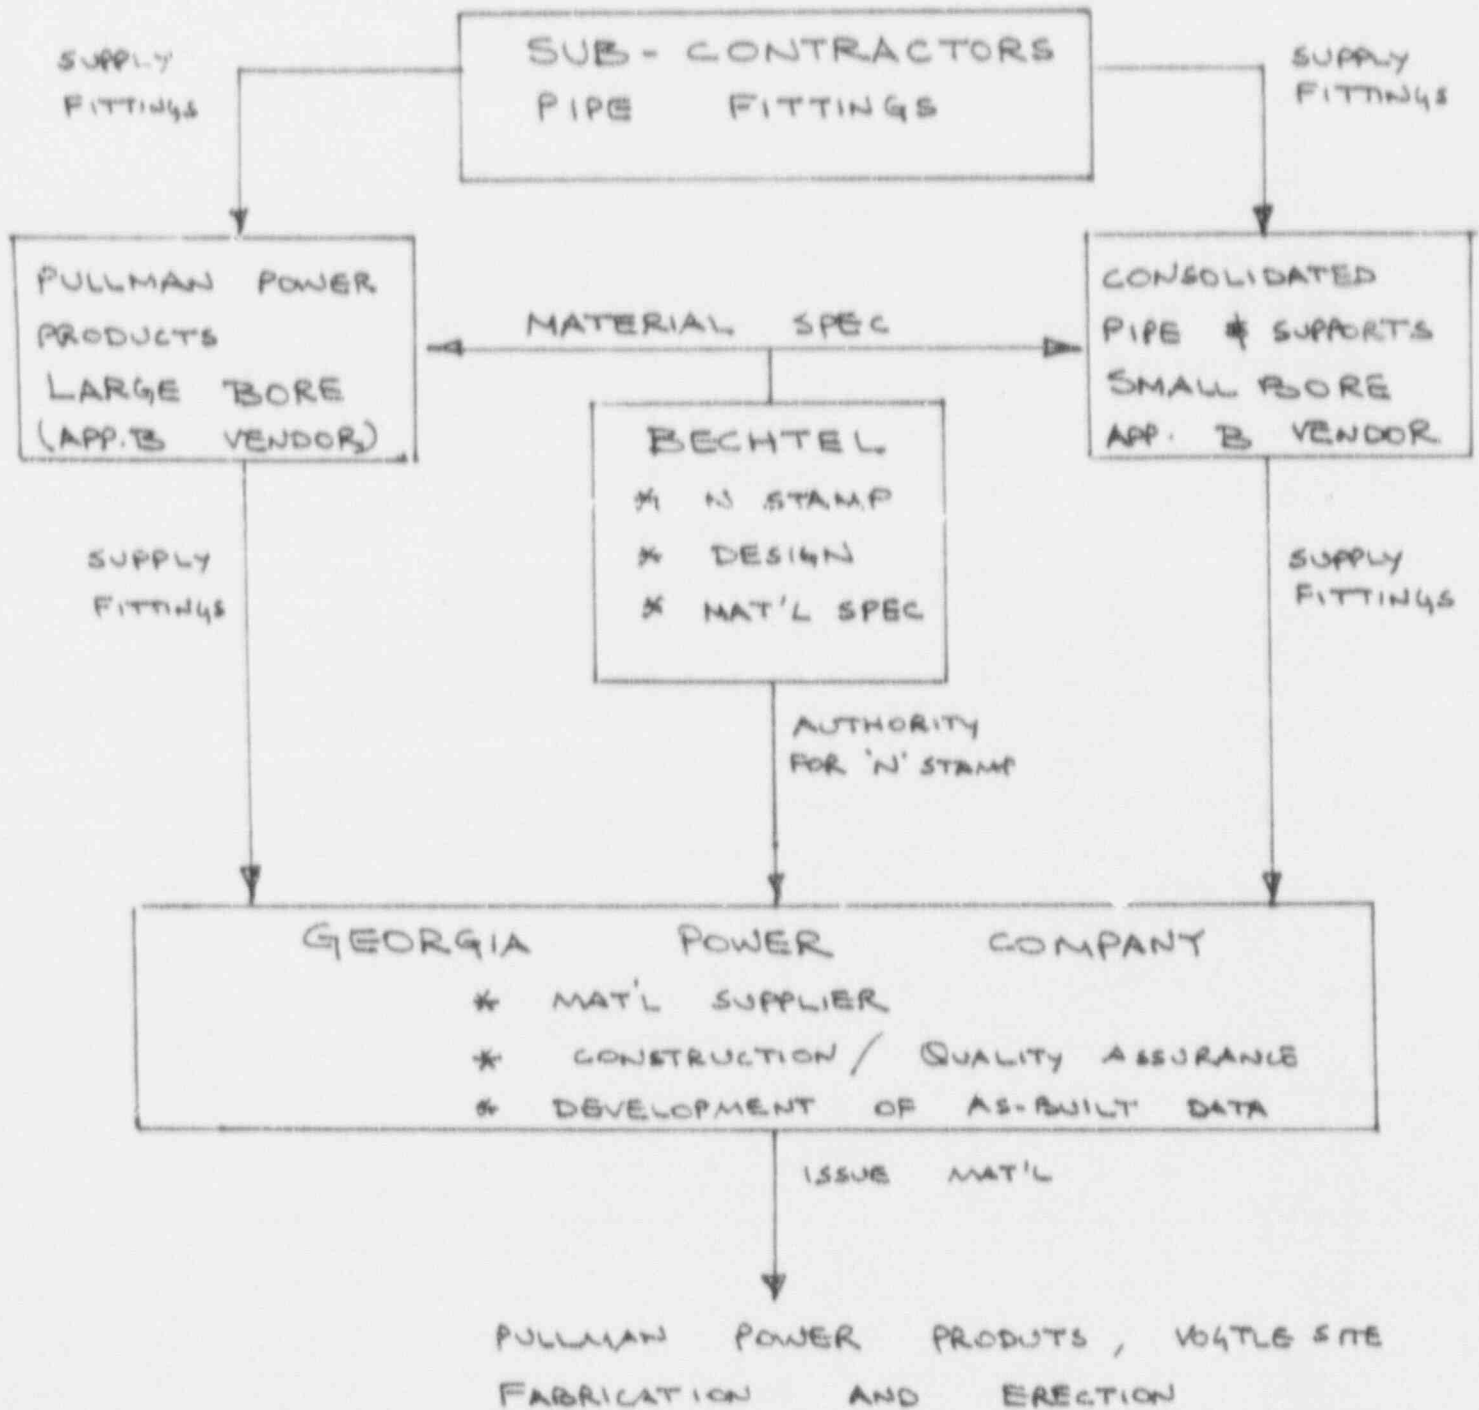 SUB-CONTRACTORS
PIPE FITTINGS
SUPPLY
FITTINGS
SUPPLY
FITTINGS
PULLMAN POWER
PRODUCTS
LARGE BORE
(APP. B VENDOR)
MATERIAL SPEC
CONSOLIDATED
PIPE & SUPPORTS
SMALL BORE
APP. B VENDOR
BECHTEL
* N STAMP
* DESIGN
* MAT'L SPEC
SUPPLY
FITTINGS
SUPPLY
FITTINGS
AUTHORITY
FOR 'N' STAMP
GEORGIA POWER COMPANY
* MAT'L SUPPLIER
* CONSTRUCTION / QUALITY ASSURANCE
* DEVELOPMENT OF AS-BUILT DATA
ISSUE MAT'L
PULLMAN POWER PRODUTS, VOGTLE SITE
FABRICATION AND ERECTION